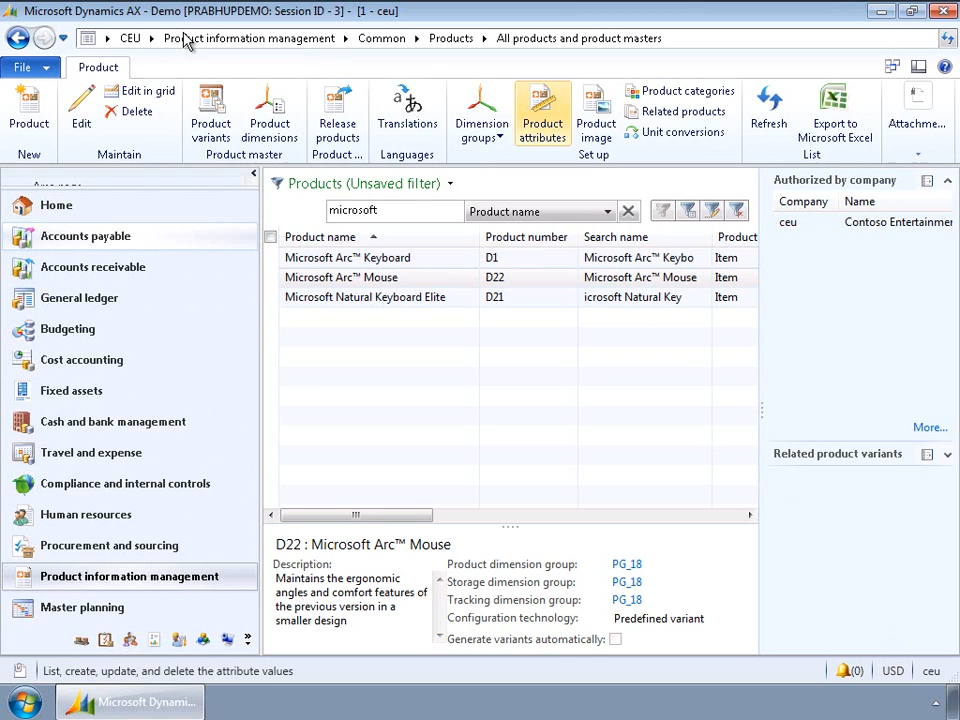 Microsoft Dynamics AX - Demo [PRABHUPDEMO: Session ID - 3] - [1 - ceu]
CEU
Product information management
Common
Products
All products and product masters
File
Product
Product
New
Edit
Edit in grid
Delete
Maintain
Product variants
Product dimensions
Product master
Release products
Product ...
Translations
Languages
Dimension groups
Product attributes
Product image
Product categories
Related products
Unit conversions
Set up
Refresh
Export to Microsoft Excel
List
Attachme...
Home
Accounts payable
Accounts receivable
General ledger
Budgeting
Cost accounting
Fixed assets
Cash and bank management
Travel and expense
Compliance and internal controls
Human resources
Procurement and sourcing
Product information management
Master planning
Products (Unsaved filter)
microsoft
Product name
Product name Product number Search name Product
Microsoft Arc™ Keyboard D1 Microsoft Arc™ Keybo Item
Microsoft Arc™ Mouse D22 Microsoft Arc™ Mouse Item
Microsoft Natural Keyboard Elite D21 icrosoft Natural Key Item
D22 : Microsoft Arc™ Mouse
Description:
Maintains the ergonomic
angles and comfort features of
the previous version in a
smaller design
Product dimension group: PG_18
Storage dimension group: PG_18
Tracking dimension group: PG_18
Configuration technology: Predefined variant
Generate variants automatically:
Authorized by company
Company Name
ceu Contoso Entertainmer
More...
Related product variants
List, create, update, and delete the attribute values
(0)
USD
ceu
Microsoft Dynami...